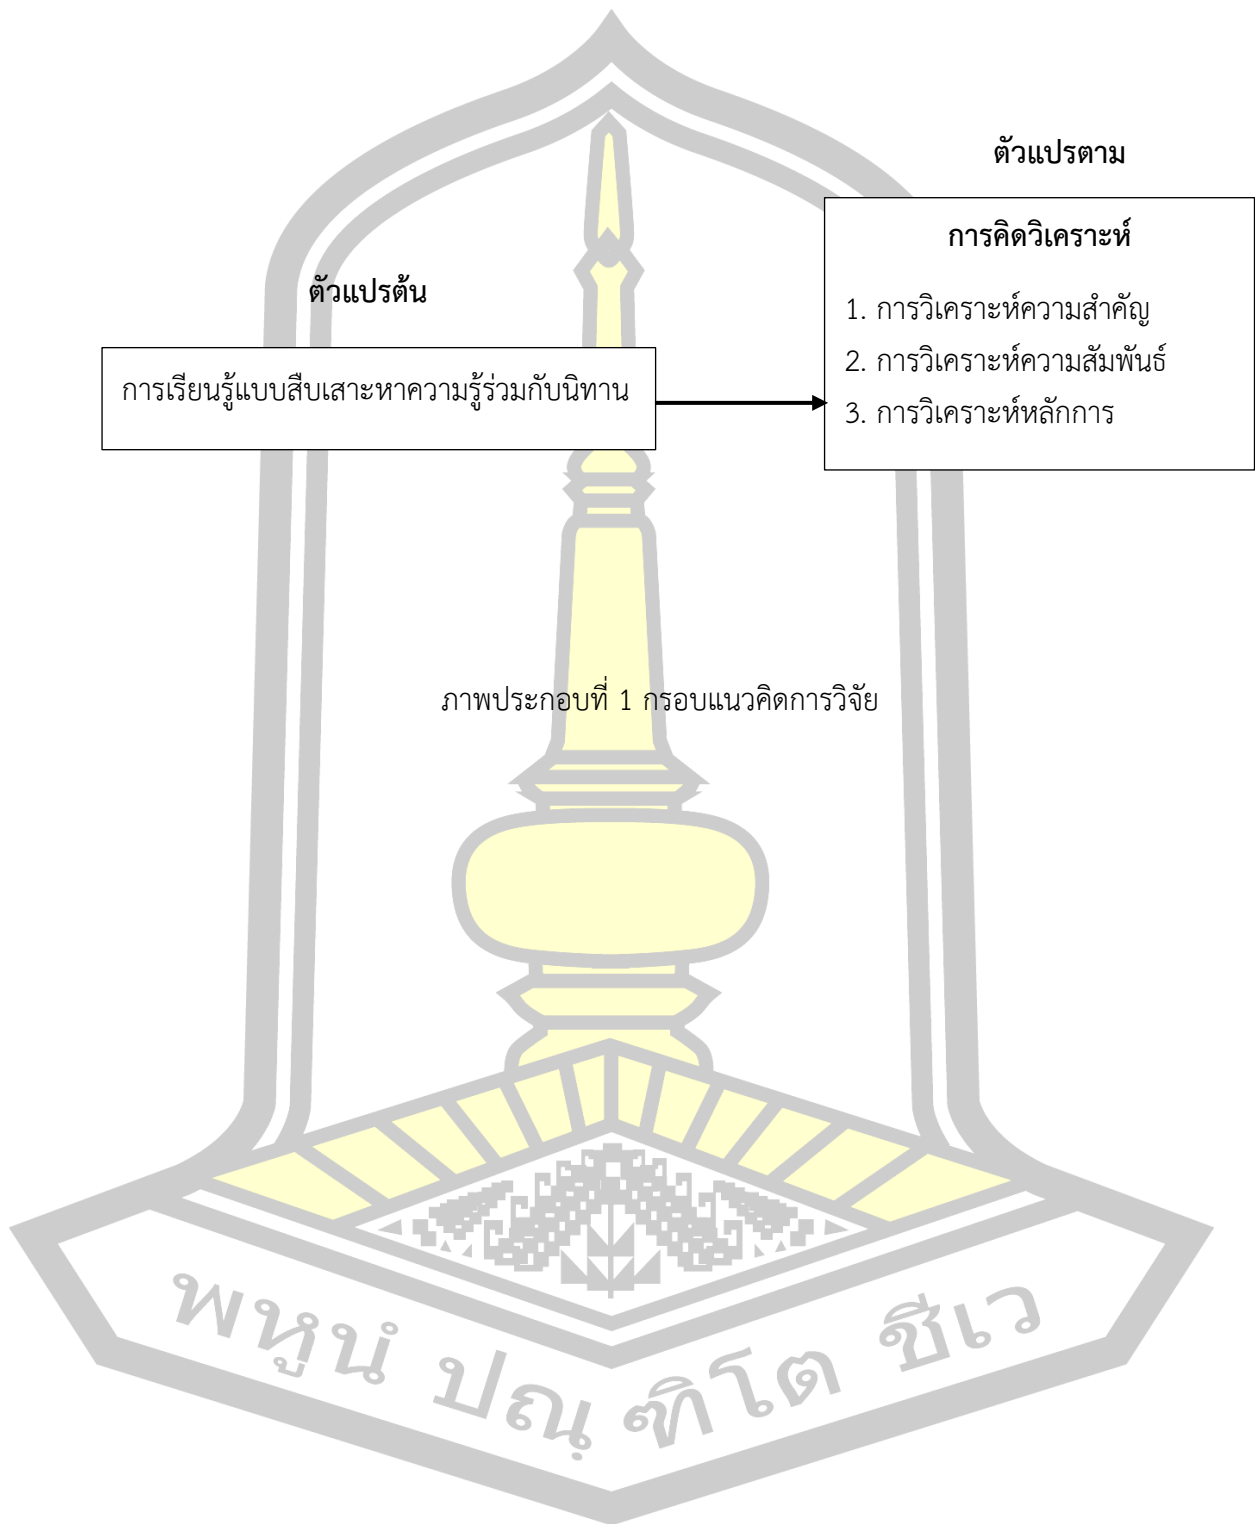 ตัวแปรตาม
การคิดวิเคราะห์
1. การวิเคราะห์ความสำคัญ
2. การวิเคราะห์ความสัมพันธ์
3. การวิเคราะห์หลักการ
ตัวแปรต้น
การเรียนรู้แบบสืบเสาะหาความรู้ร่วมกับนิทาน
ภาพประกอบที่ 1 กรอบแนวคิดการวิจัย
พหูนํ ปณฺ ฑิโต ชีเว